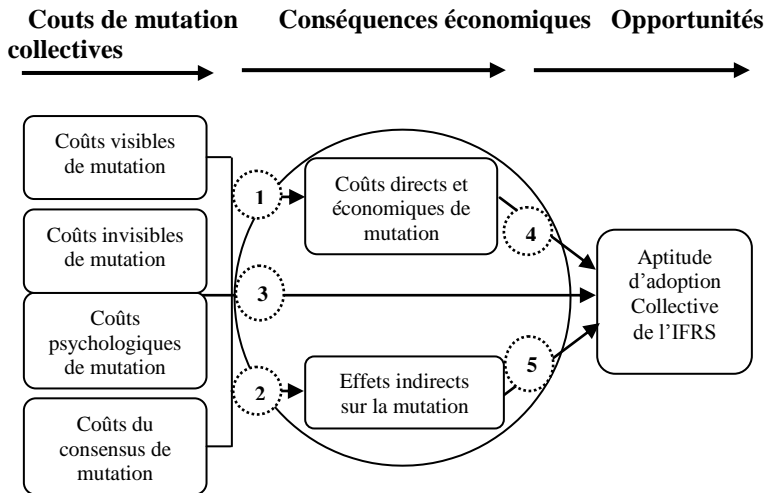 Couts de mutation collectives
Conséquences économiques
Opportunités
Coûts visibles
de mutation
Coûts invisibles
de mutation
Coûts
psychologiques
de mutation
Coûts du
consensus de
mutation
1
3
2
Coûts directs et
économiques de
mutation
Effets indirects
sur la mutation
4
5
Aptitude
d’adoption
Collective
de l’IFRS